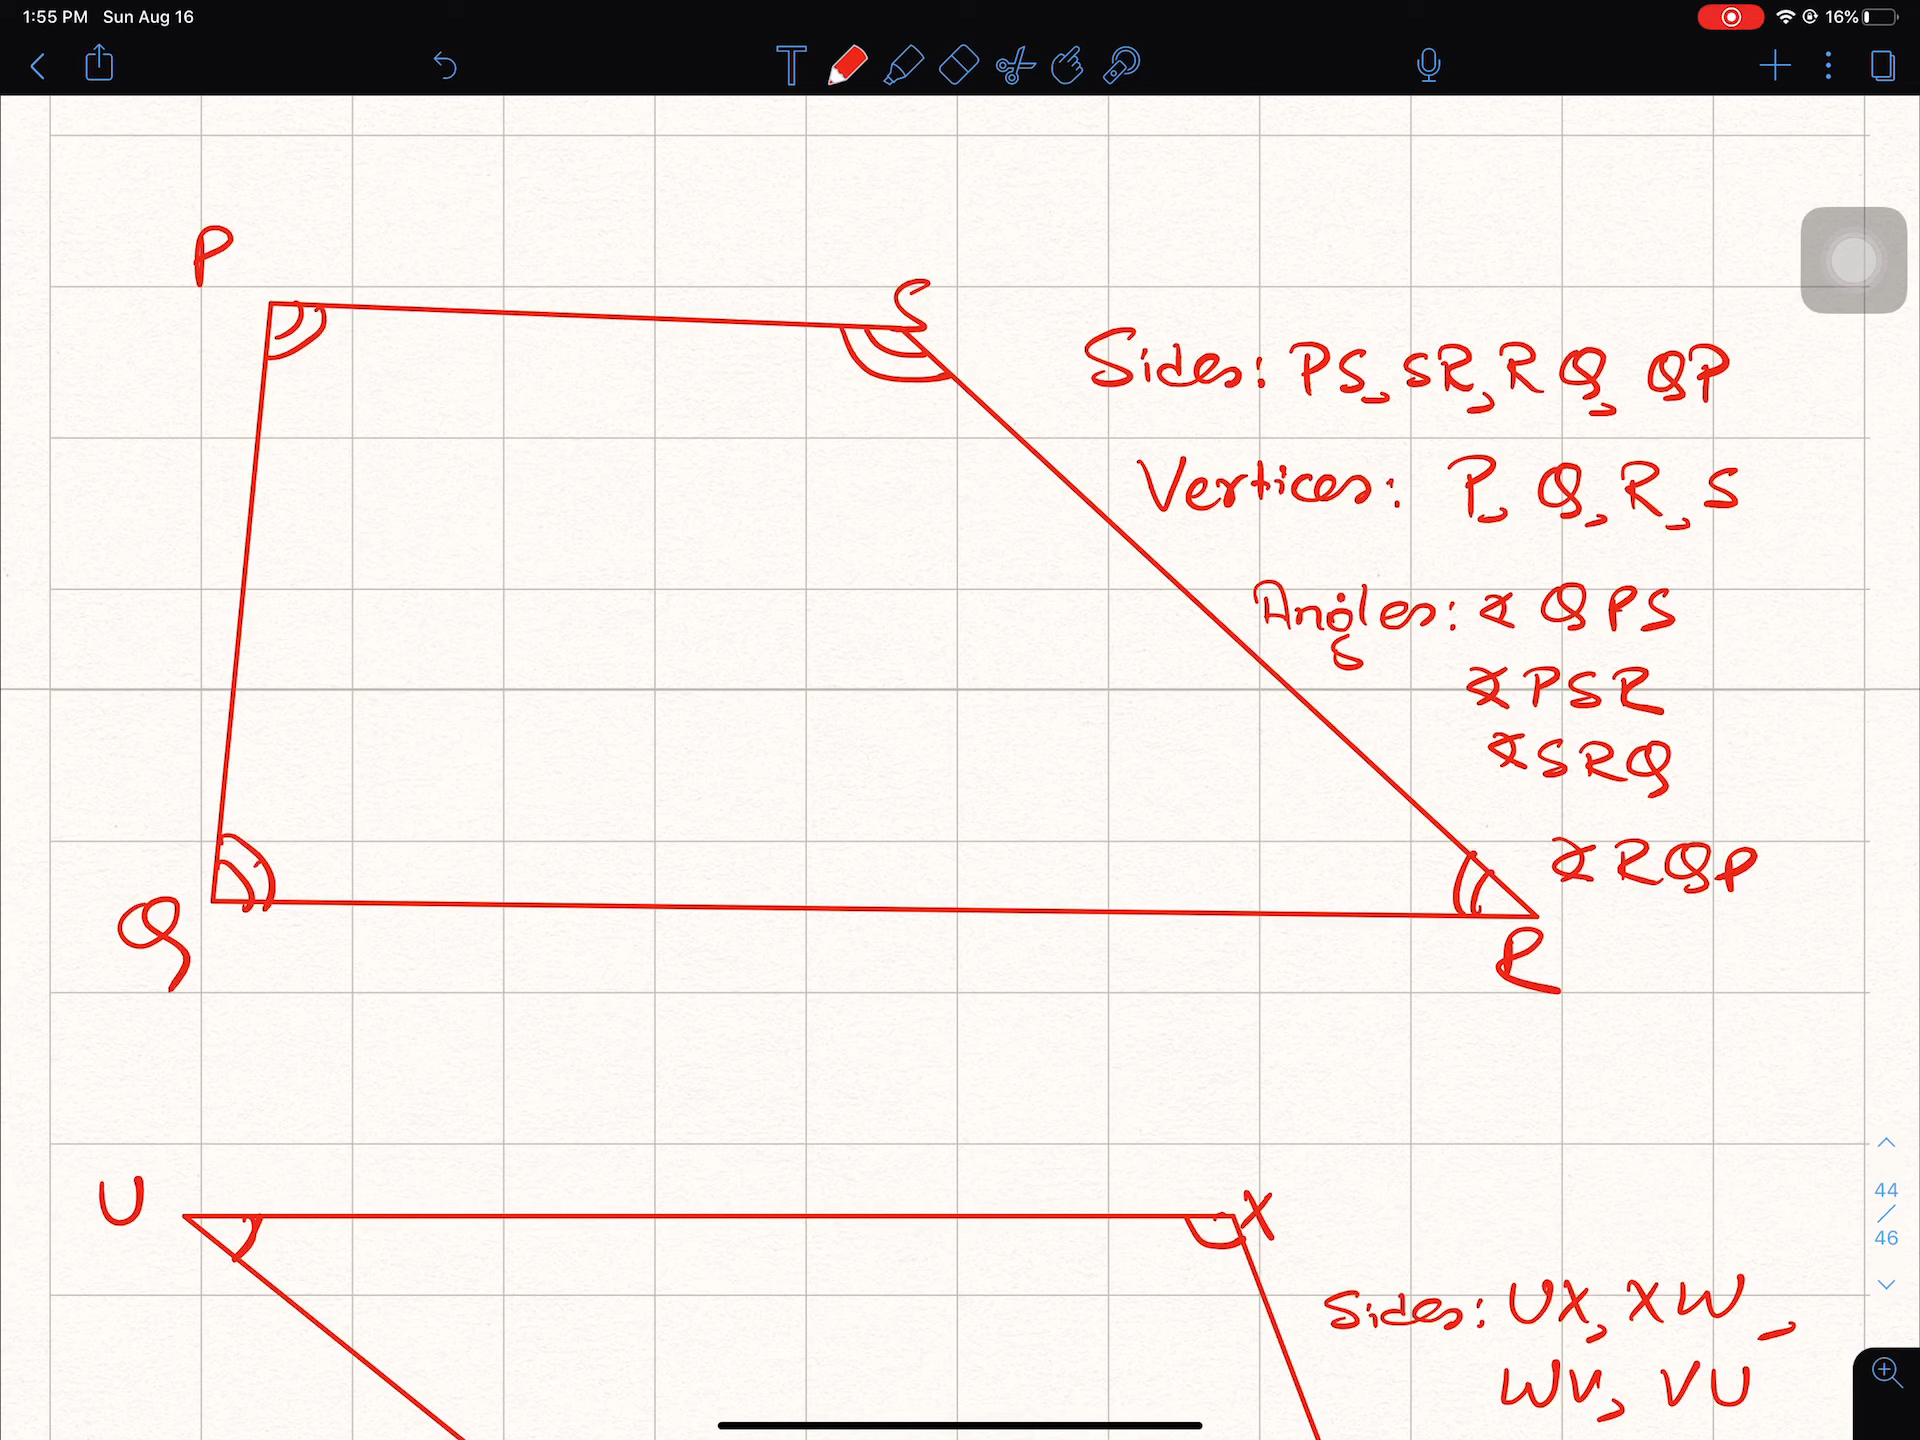 1:55 PM Sun Aug 16
16%
P
S
Sides: PS, SR, RQ, QP
Vertices: P, Q, R, S
Angles: ∡ QPS
∡ PSR
∡ SRQ
∡ RQP
Q
R
44
/
46
U
X
Sides: UX, XW,
WV, VU